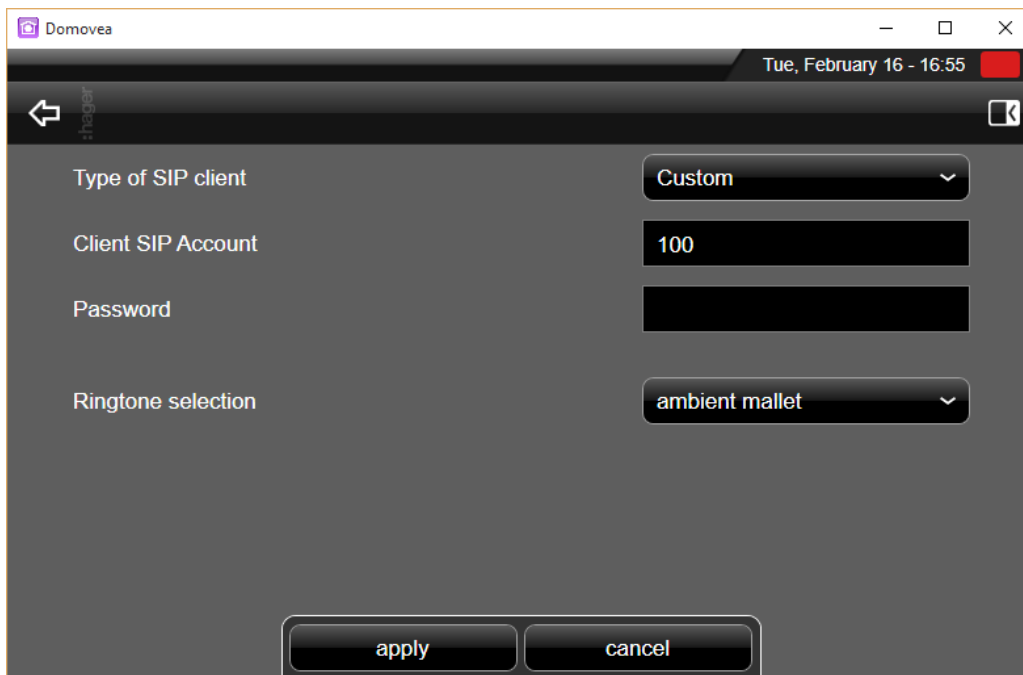 Domovea
Tue, February 16 - 16:55
:hager
Type of SIP client
Custom
Client SIP Account
100
Password
Ringtone selection
ambient mallet
apply
cancel